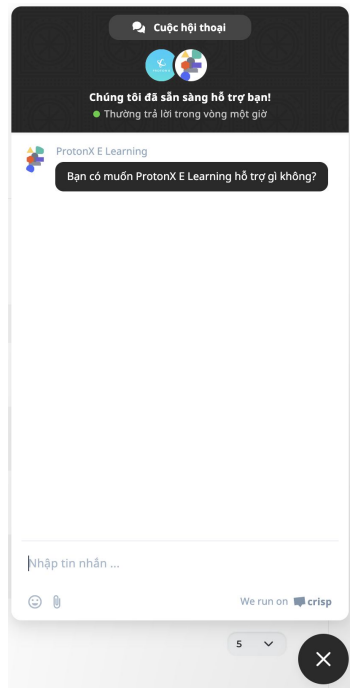 Cuộc hội thoại
Chúng tôi đã sẵn sàng hỗ trợ bạn!
Thường trả lời trong vòng một giờ
ProtonX E Learning
Bạn có muốn ProtonX E Learning hỗ trợ gì không?
Nhập tin nhắn ...
We run on crisp
5